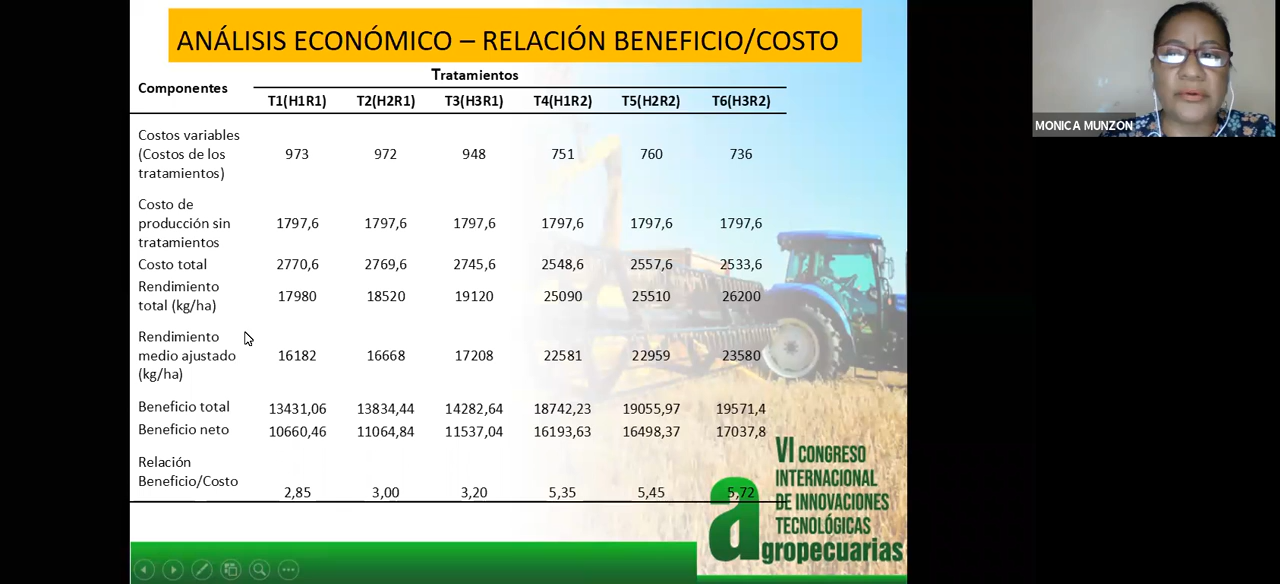 ANÁLISIS ECONÓMICO – RELACIÓN BENEFICIO/COSTO
Componentes
Tratamientos
T1(H1R1) T2(H2R1) T3(H3R1) T4(H1R2) T5(H2R2) T6(H3R2)
Costos variables
(Costos de los
tratamientos)
973 972 948 751 760 736
Costo de
producción sin
tratamientos
1797,6 1797,6 1797,6 1797,6 1797,6 1797,6
Costo total 2770,6 2769,6 2745,6 2548,6 2557,6 2533,6
Rendimiento
total (kg/ha)
17980 18520 19120 25090 25510 26200
Rendimiento
medio ajustado
(kg/ha)
16182 16668 17208 22581 22959 23580
Beneficio total 13431,06 13834,44 14282,64 18742,23 19055,97 19571,4
Beneficio neto 10660,46 11064,84 11537,04 16193,63 16498,37 17037,8
Relación
Beneficio/Costo
2,85 3,00 3,20 5,35 5,45 5,72
VI CONGRESO
INTERNACIONAL
DE INNOVACIONES
TECNOLÓGICAS
agropecuarias
MONICA MUNZON